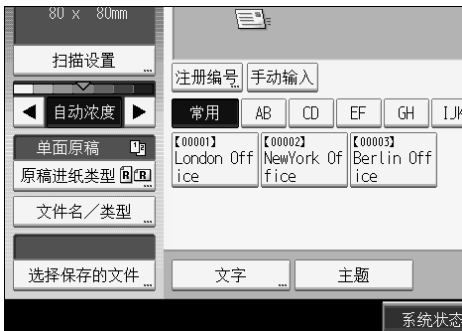 80 × 80mm
扫描设置
注册编号
手动输入
自动浓度
常用
AB
CD
EF
GH
IJK
单面原稿
1 2
【00001】
London Off
ice
【00002】
NewYork Of
fice
【00003】
Berlin Off
ice
原稿进纸类型
R R
文件名／类型
选择保存的文件
文字
主题
系统状态